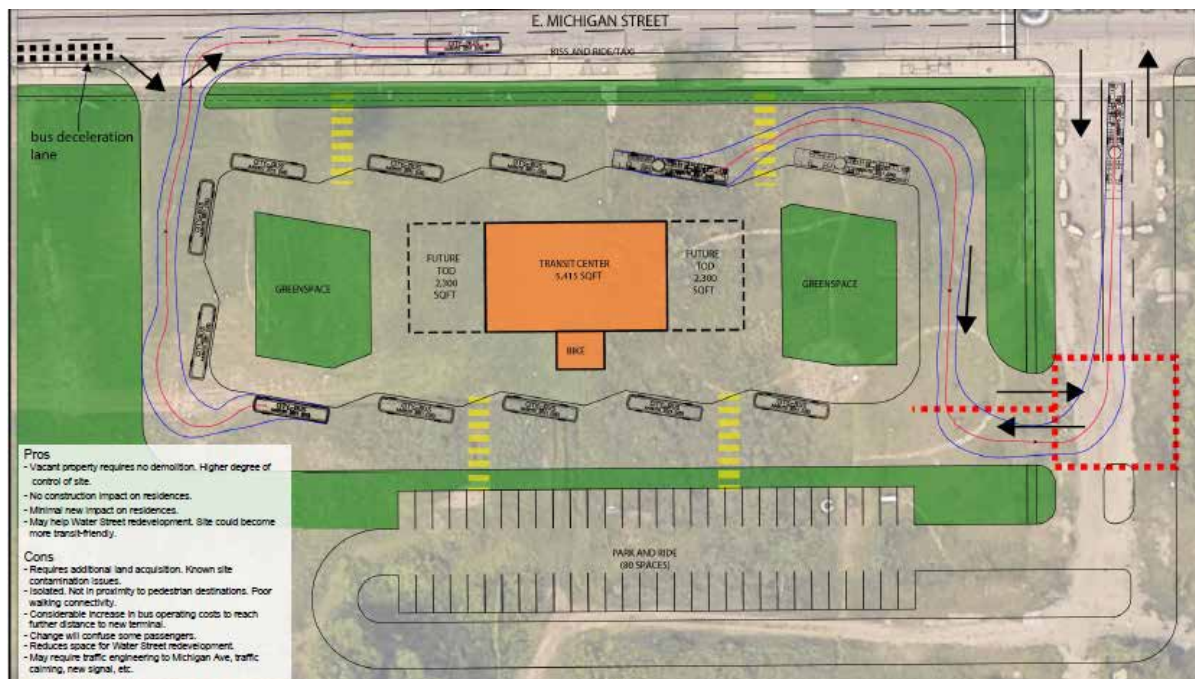 E. MICHIGAN STREET
KISS AND RIDE/TAXI
bus deceleration
lane
FUTURE
TOD
2,300
SQFT
TRANSIT CENTER
5,415 SQFT
FUTURE
TOD
2,300
SQFT
GREENSPACE
GREENSPACE
BIKE
PARK AND RIDE
(80 SPACES)
Pros
- Vacant property requires no demolition. Higher degree of
control of site.
- No construction impact on residences.
- Minimal new impact on residences.
- May help Water Street redevelopment. Site could become
more transit-friendly.
Cons
- Requires additional land acquisition. Known site
contamination issues.
- Isolated. Not in proximity to pedestrian destinations. Poor
walking connectivity.
- Considerable increase in bus operating costs to reach
further distance to new terminal.
- Change will confuse some passengers.
- Reduces space for Water Street redevelopment.
- May require traffic engineering to Michigan Ave, traffic
calming, new signal, etc.